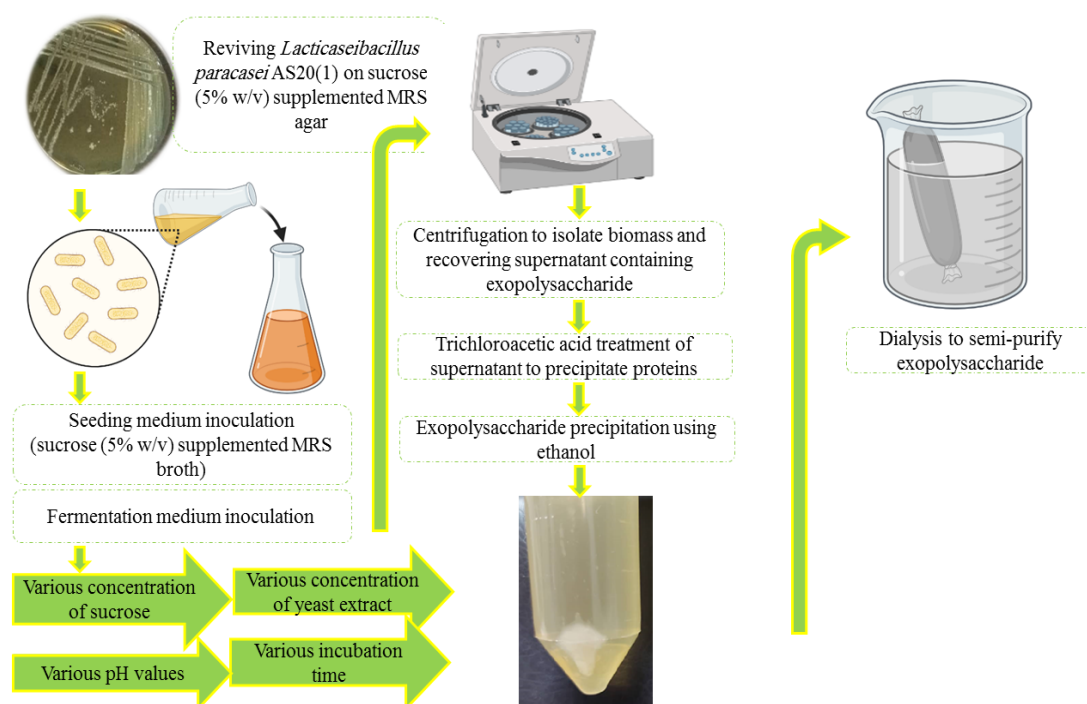 Reviving Lacticaseibacillus
paracasei AS20(1) on sucrose
(5% w/v) supplemented MRS
agar
Seeding medium inoculation
(sucrose (5% w/v) supplemented MRS
broth)
Fermentation medium inoculation
Various concentration
of sucrose
Various concentration
of yeast extract
Various pH values
Various incubation
time
Centrifugation to isolate biomass and
recovering supernatant containing
exopolysaccharide
Trichloroacetic acid treatment of
supernatant to precipitate proteins
Exopolysaccharide precipitation using
ethanol
Dialysis to semi-purify
exopolysaccharide